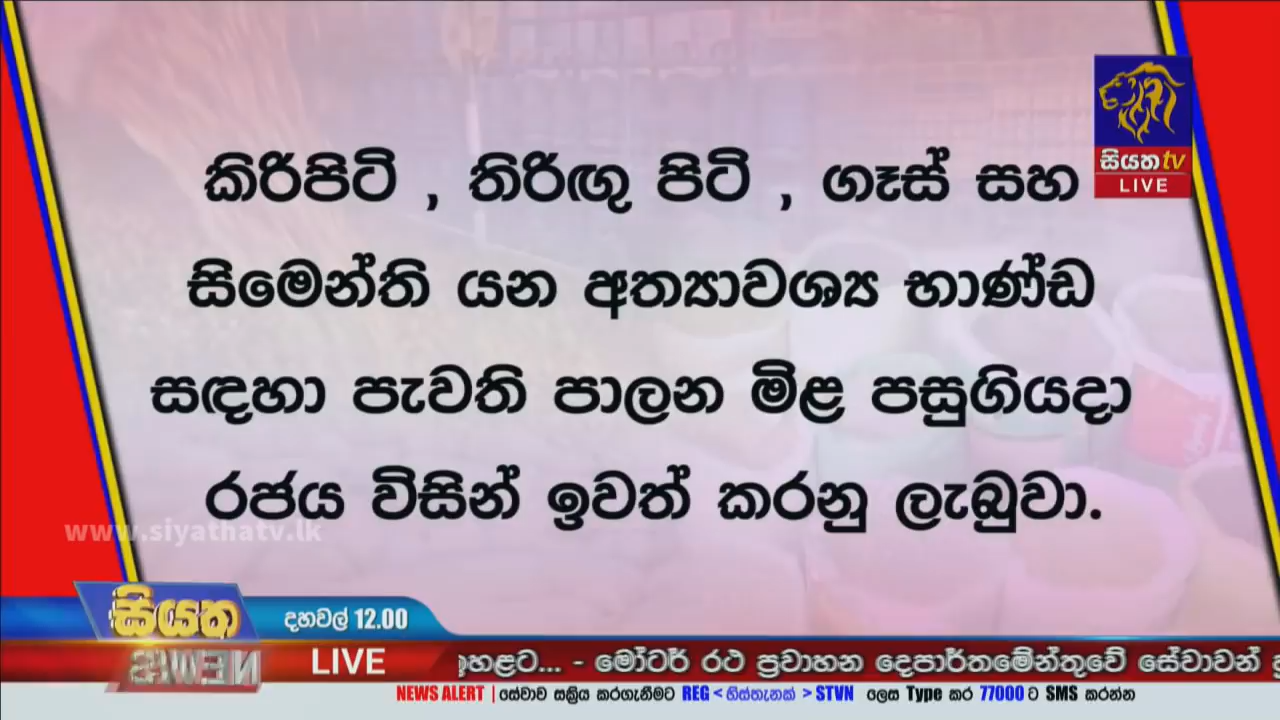 සියත tv
LIVE
කිරිපිටි , තිරිඟු පිටි , ගෑස් සහ
සිමෙන්ති යන අත්‍යාවශ්‍ය භාණ්ඩ
සඳහා පැවති පාලන මිළ පසුගියදා
රජය විසින් ඉවත් කරනු ලැබුවා.
www.siyathatv.lk
සියත දහවල් 12.00
NEWS LIVE ඉහළට... - මෝටර් රථ ප්‍රවාහන දෙපාර්තමේන්තුවේ සේවාවන්
NEWS ALERT | සේවාව සක්‍රිය කරගැනීමට REG < හිස්තැනක් > STVN ලෙස Type කර 77000 ට SMS කරන්න